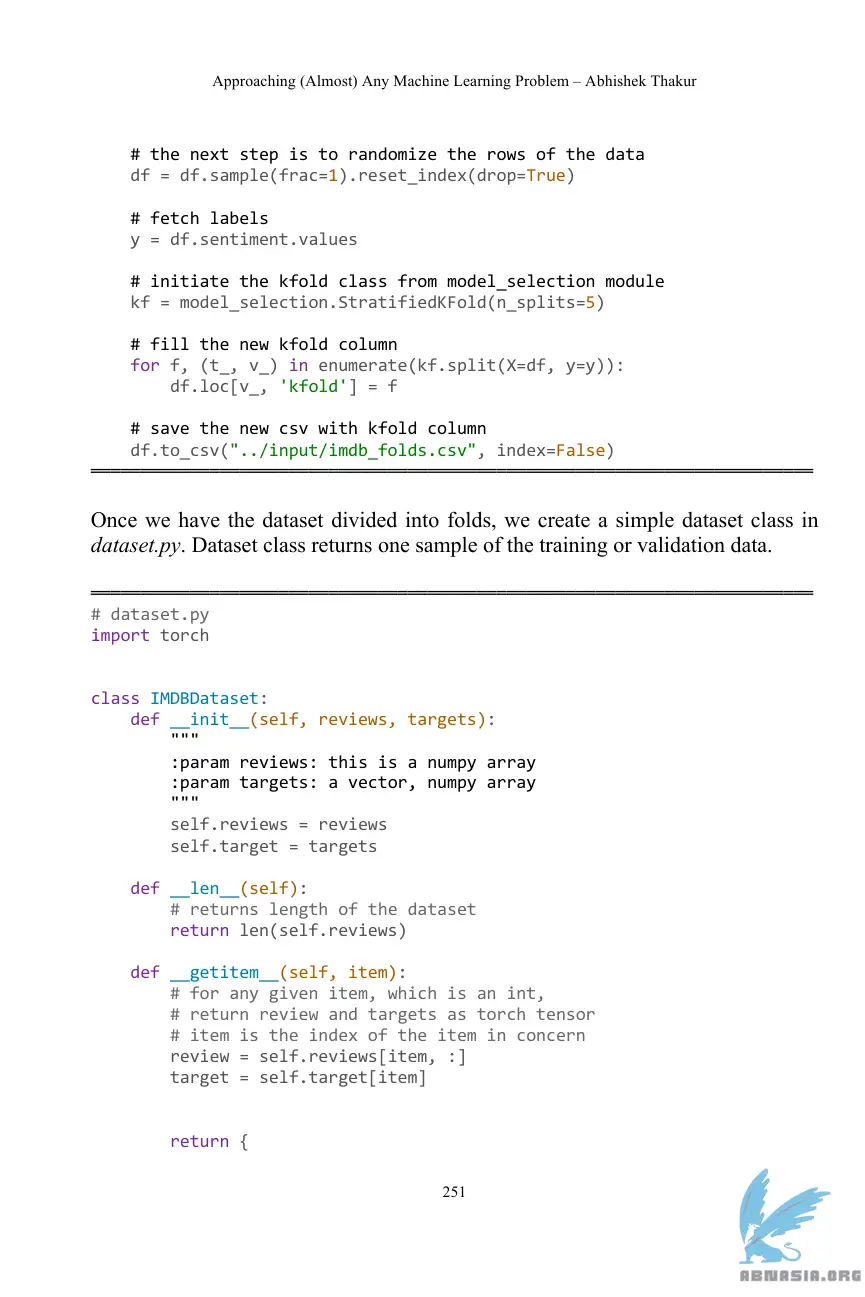 Approaching (Almost) Any Machine Learning Problem – Abhishek Thakur
    # the next step is to randomize the rows of the data
    df = df.sample(frac=1).reset_index(drop=True)
    # fetch labels
    y = df.sentiment.values
    # initiate the kfold class from model_selection module
    kf = model_selection.StratifiedKFold(n_splits=5)
    # fill the new kfold column
    for f, (t_, v_) in enumerate(kf.split(X=df, y=y)):
        df.loc[v_, 'kfold'] = f
    # save the new csv with kfold column
    df.to_csv("../input/imdb_folds.csv", index=False)
Once we have the dataset divided into folds, we create a simple dataset class in
dataset.py. Dataset class returns one sample of the training or validation data.
# dataset.py
import torch
class IMDBDataset:
    def __init__(self, reviews, targets):
        """
        :param reviews: this is a numpy array
        :param targets: a vector, numpy array
        """
        self.reviews = reviews
        self.target = targets
    def __len__(self):
        # returns length of the dataset
        return len(self.reviews)
    def __getitem__(self, item):
        # for any given item, which is an int,
        # return review and targets as torch tensor
        # item is the index of the item in concern
        review = self.reviews[item, :]
        target = self.target[item]
        return {
251
ABNASIA.ORG